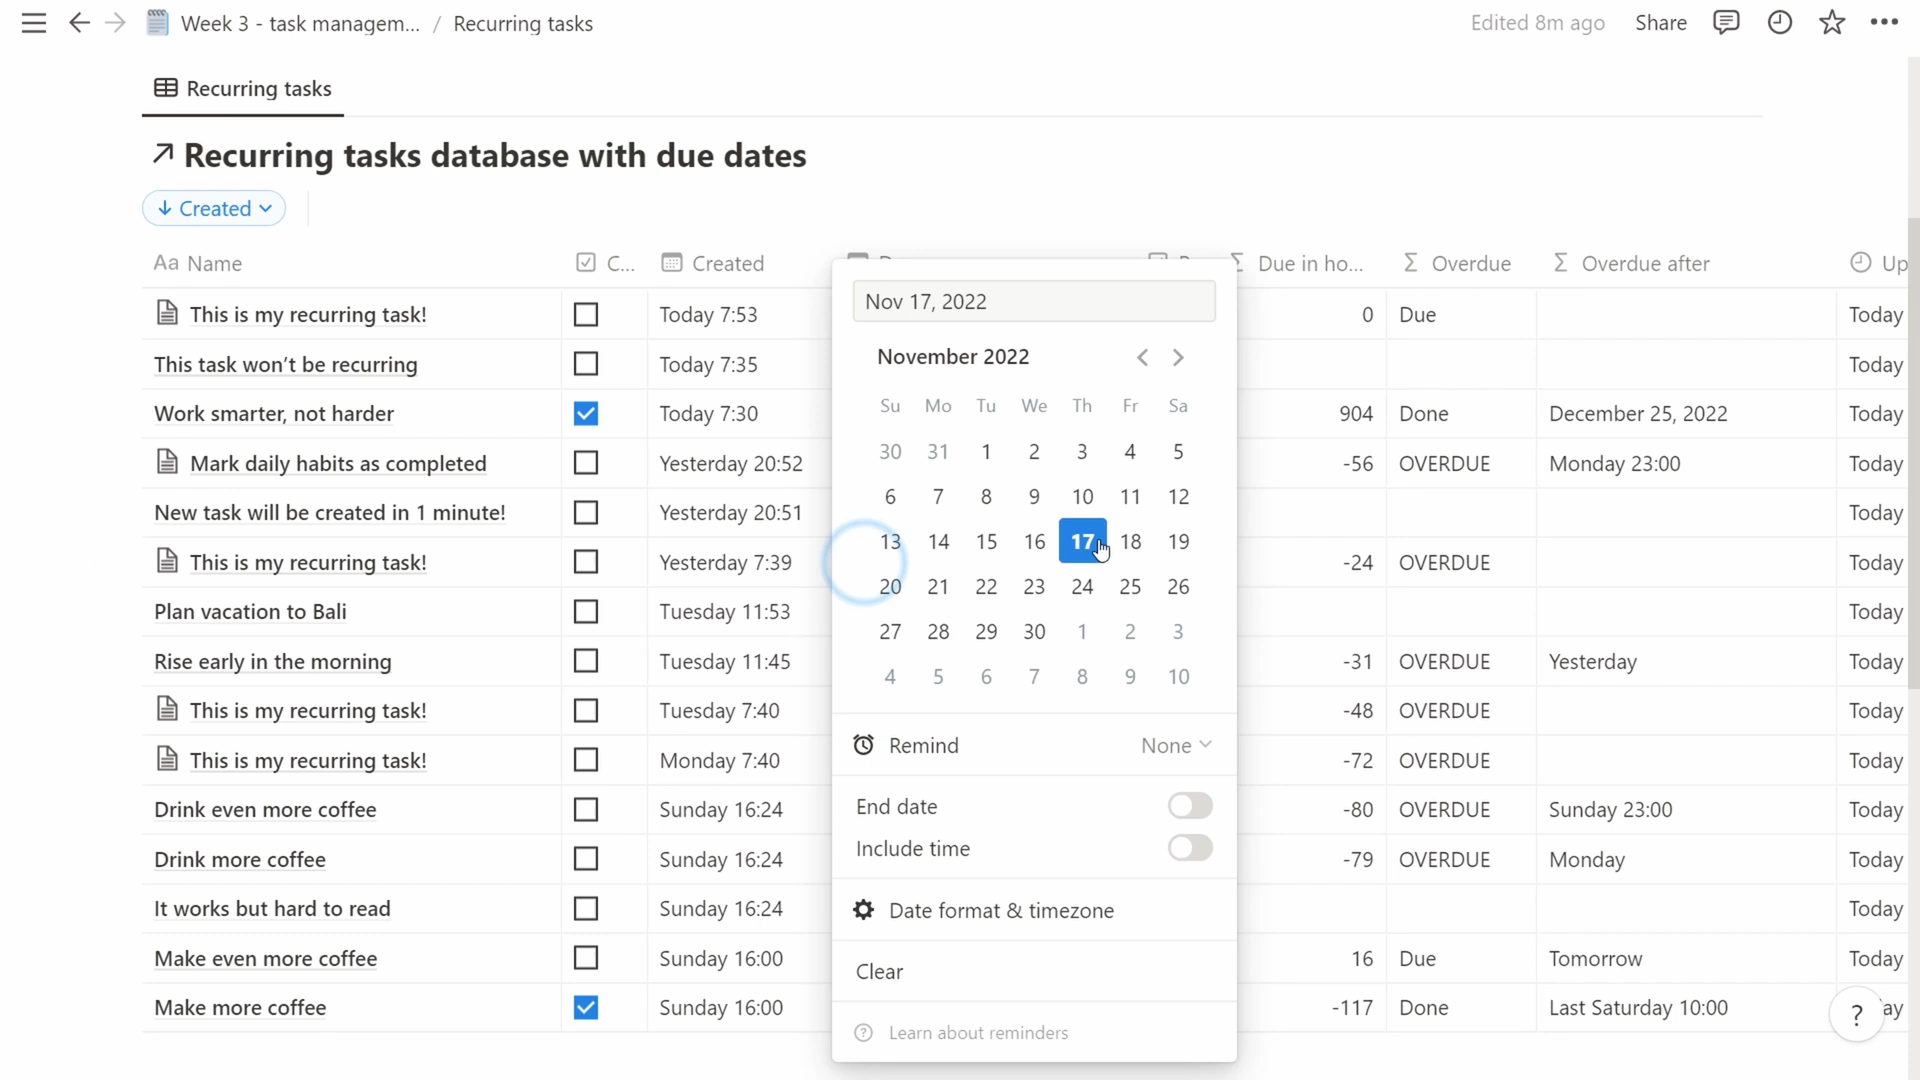 Week 3 - task managem... / Recurring tasks
Edited 8m ago Share
Recurring tasks
Recurring tasks database with due dates
Created
Aa Name C... Created Due in ho... Overdue Overdue after Up
This is my recurring task! Today 7:53 0 Due Today
This task won't be recurring Today 7:35 Today
Work smarter, not harder Today 7:30 904 Done December 25, 2022 Today
Mark daily habits as completed Yesterday 20:52 -56 OVERDUE Monday 23:00 Today
New task will be created in 1 minute! Yesterday 20:51 Today
This is my recurring task! Yesterday 7:39 -24 OVERDUE Today
Plan vacation to Bali Tuesday 11:53 Today
Rise early in the morning Tuesday 11:45 -31 OVERDUE Yesterday Today
This is my recurring task! Tuesday 7:40 -48 OVERDUE Today
This is my recurring task! Monday 7:40 -72 OVERDUE Today
Drink even more coffee Sunday 16:24 -80 OVERDUE Sunday 23:00 Today
Drink more coffee Sunday 16:24 -79 OVERDUE Monday Today
It works but hard to read Sunday 16:24 Today
Make even more coffee Sunday 16:00 16 Due Tomorrow Today
Make more coffee Sunday 16:00 -117 Done Last Saturday 10:00 ay
Nov 17, 2022
November 2022
Su Mo Tu We Th Fr Sa
30 31 1 2 3 4 5
6 7 8 9 10 11 12
13 14 15 16 17 18 19
20 21 22 23 24 25 26
27 28 29 30 1 2 3
4 5 6 7 8 9 10
Remind None
End date
Include time
Date format & timezone
Clear
? Learn about reminders
?